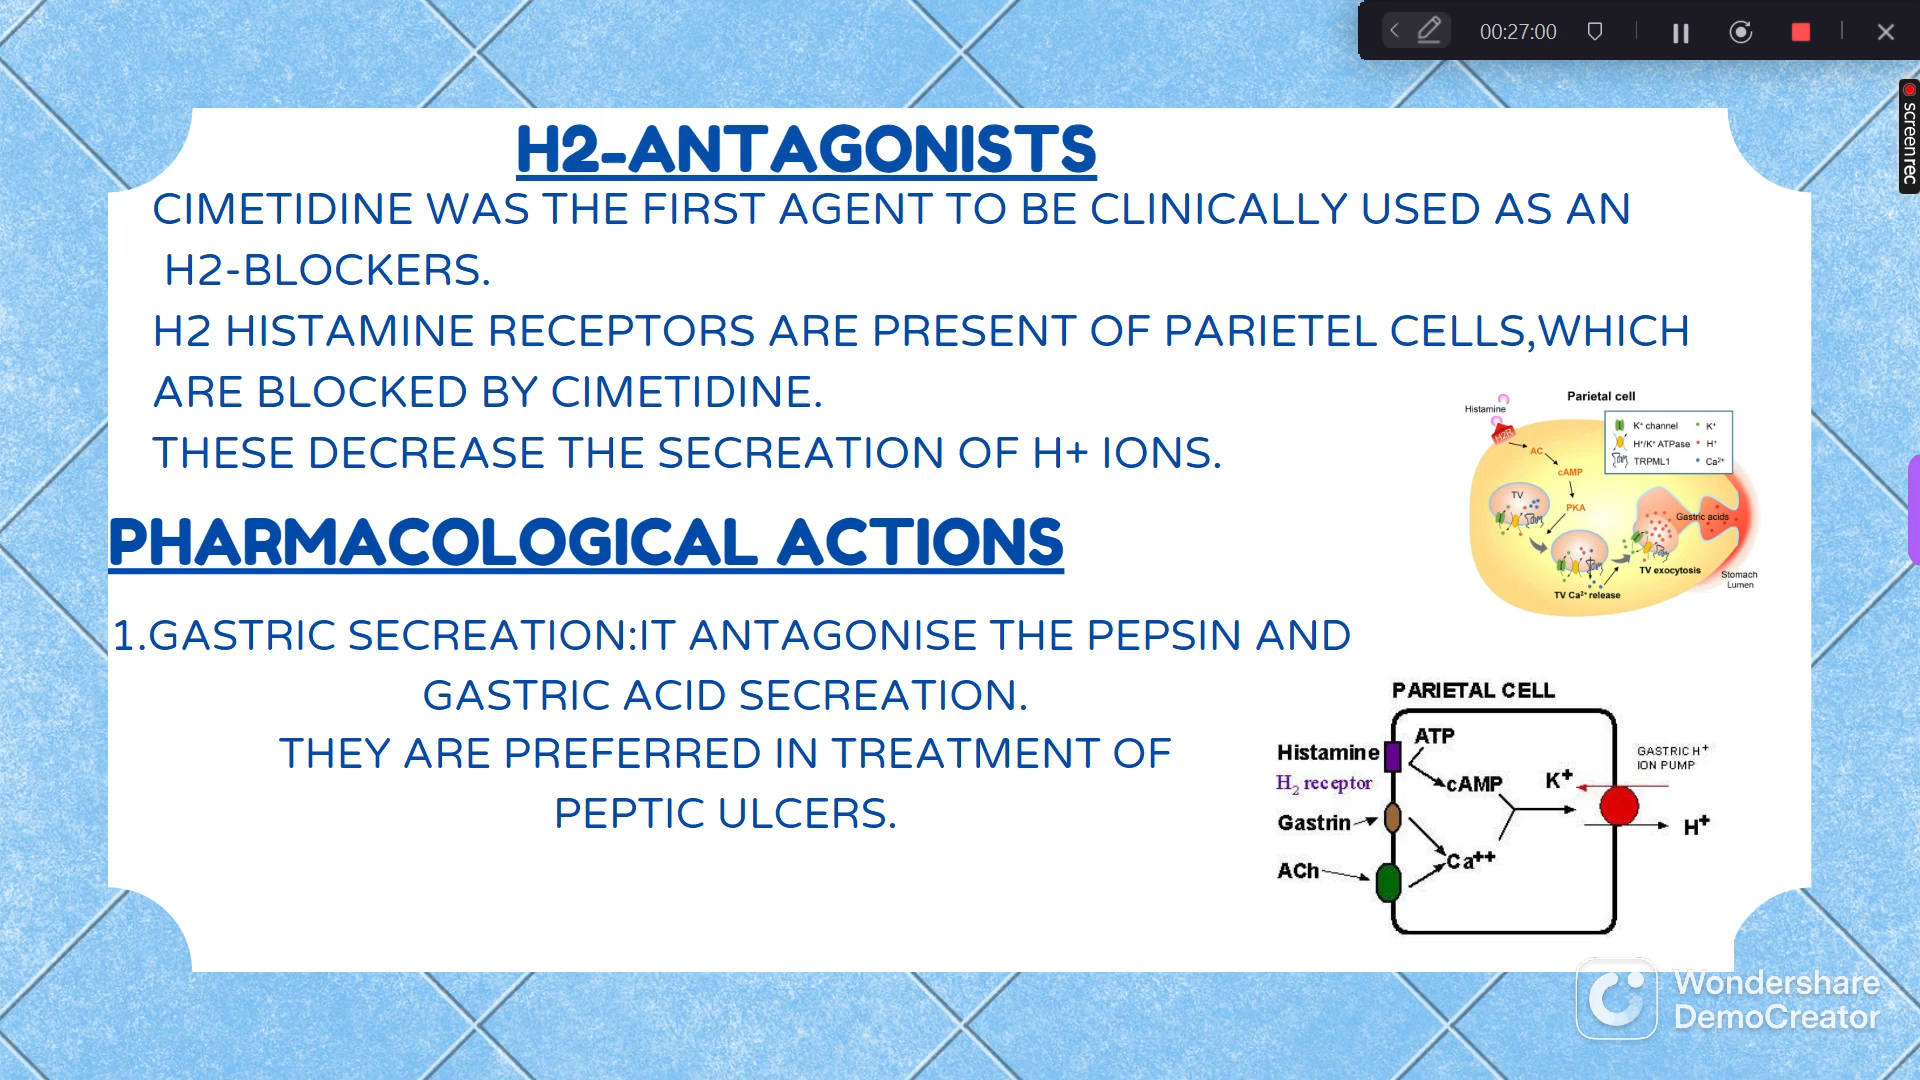 00:27:00
screenrec
H2-ANTAGONISTS
CIMETIDINE WAS THE FIRST AGENT TO BE CLINICALLY USED AS AN
H2-BLOCKERS.
H2 HISTAMINE RECEPTORS ARE PRESENT OF PARIETEL CELLS,WHICH
ARE BLOCKED BY CIMETIDINE.
THESE DECREASE THE SECREATION OF H+ IONS.
PHARMACOLOGICAL ACTIONS
1.GASTRIC SECREATION:IT ANTAGONISE THE PEPSIN AND
GASTRIC ACID SECREATION.
THEY ARE PREFERRED IN TREATMENT OF
PEPTIC ULCERS.
Parietal cell
Histamine
H2R
K⁺ channel K⁺
H⁺/K⁺ ATPase H⁺
TRPML1 Ca²⁺
AC
cAMP
TV
PKA
Gastric acids
TV exocytosis
Stomach
Lumen
TV Ca²⁺ release
PARIETAL CELL
ATP
Histamine
H₂ receptor
cAMP
K⁺
GASTRIC H⁺
ION PUMP
Gastrin
H⁺
Ca⁺⁺
ACh
Wondershare
DemoCreator